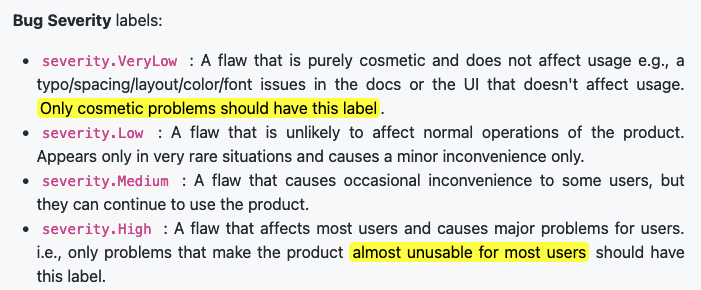 Bug Severity labels:
• severity.VeryLow : A flaw that is purely cosmetic and does not affect usage e.g., a
typo/spacing/layout/color/font issues in the docs or the UI that doesn't affect usage.
Only cosmetic problems should have this label.
• severity.Low : A flaw that is unlikely to affect normal operations of the product.
Appears only in very rare situations and causes a minor inconvenience only.
• severity.Medium : A flaw that causes occasional inconvenience to some users, but
they can continue to use the product.
• severity.High : A flaw that affects most users and causes major problems for users.
i.e., only problems that make the product almost unusable for most users should have
this label.